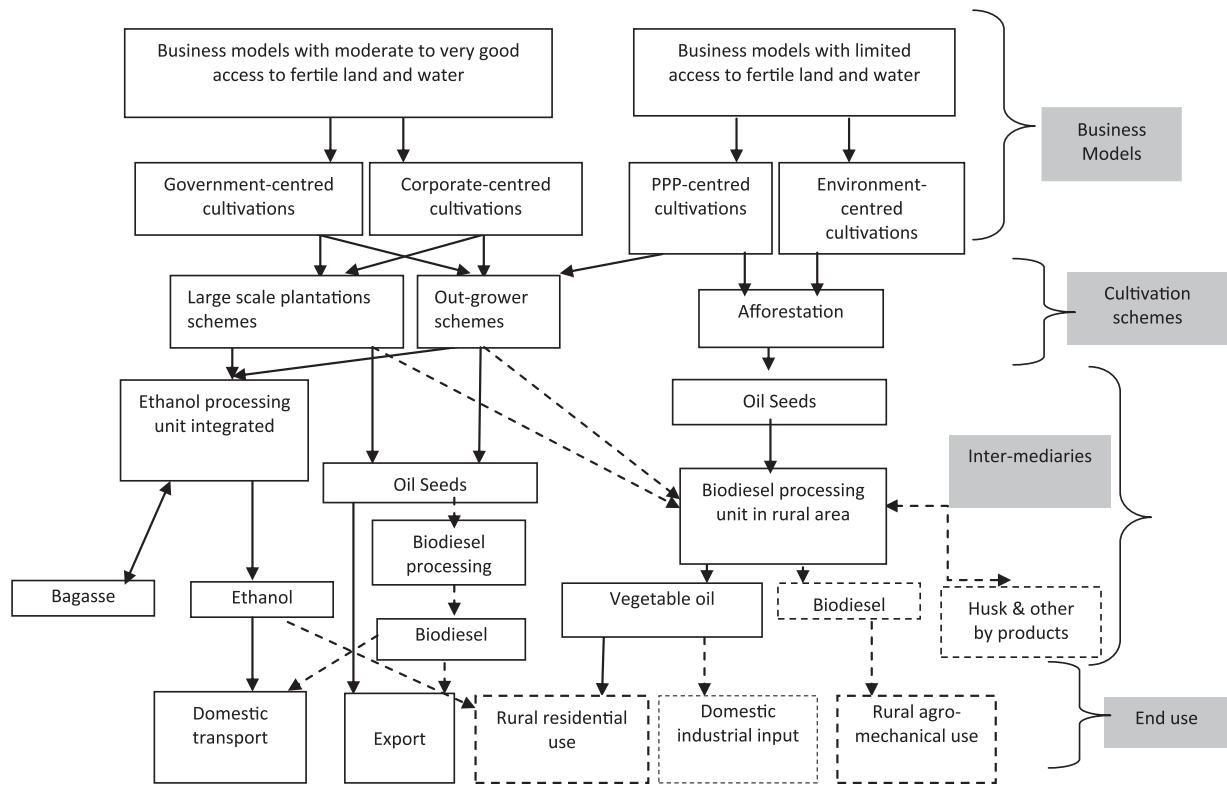 Business models with moderate to very good
access to fertile land and water
Business models with limited
access to fertile land and water
Business
Models
Government-centred
cultivations
Corporate-centred
cultivations
PPP-centred
cultivations
Environment-
centred
cultivations
Large scale plantations
schemes
Out-grower
schemes
Afforestation
Cultivation
schemes
Ethanol processing
unit integrated
Oil Seeds
Oil Seeds
Biodiesel processing
unit in rural area
Inter-mediaries
Biodiesel
processing
Bagasse
Ethanol
Biodiesel
Vegetable oil
Biodiesel
Husk & other
by products
Domestic
transport
Export
Rural residential
use
Domestic
industrial input
Rural agro-
mechanical use
End use